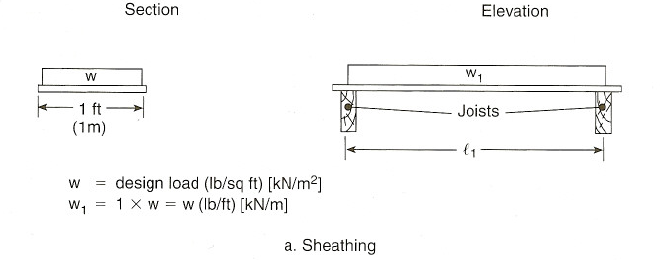 Section
Elevation
w
w₁
1 ft
(1m)
Joists
ℓ₁
w = design load (lb/sq ft) [kN/m²]
w₁ = 1 × w = w (lb/ft) [kN/m]
a. Sheathing